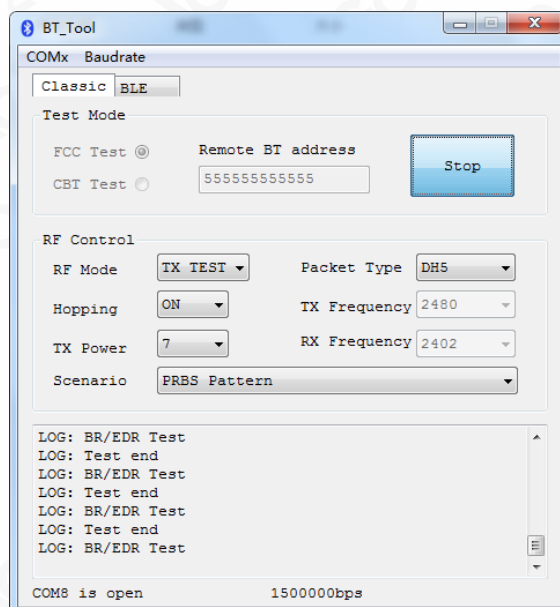 BT_Tool
COMx Baudrate
Classic BLE
Test Mode
FCC Test
Remote BT address
CBT Test
555555555555
Stop
RF Control
RF Mode TX TEST Packet Type DH5
Hopping ON TX Frequency 2480
TX Power 7 RX Frequency 2402
Scenario PRBS Pattern
LOG: BR/EDR Test
LOG: Test end
LOG: BR/EDR Test
LOG: Test end
LOG: BR/EDR Test
LOG: Test end
LOG: BR/EDR Test
COM8 is open 1500000bps